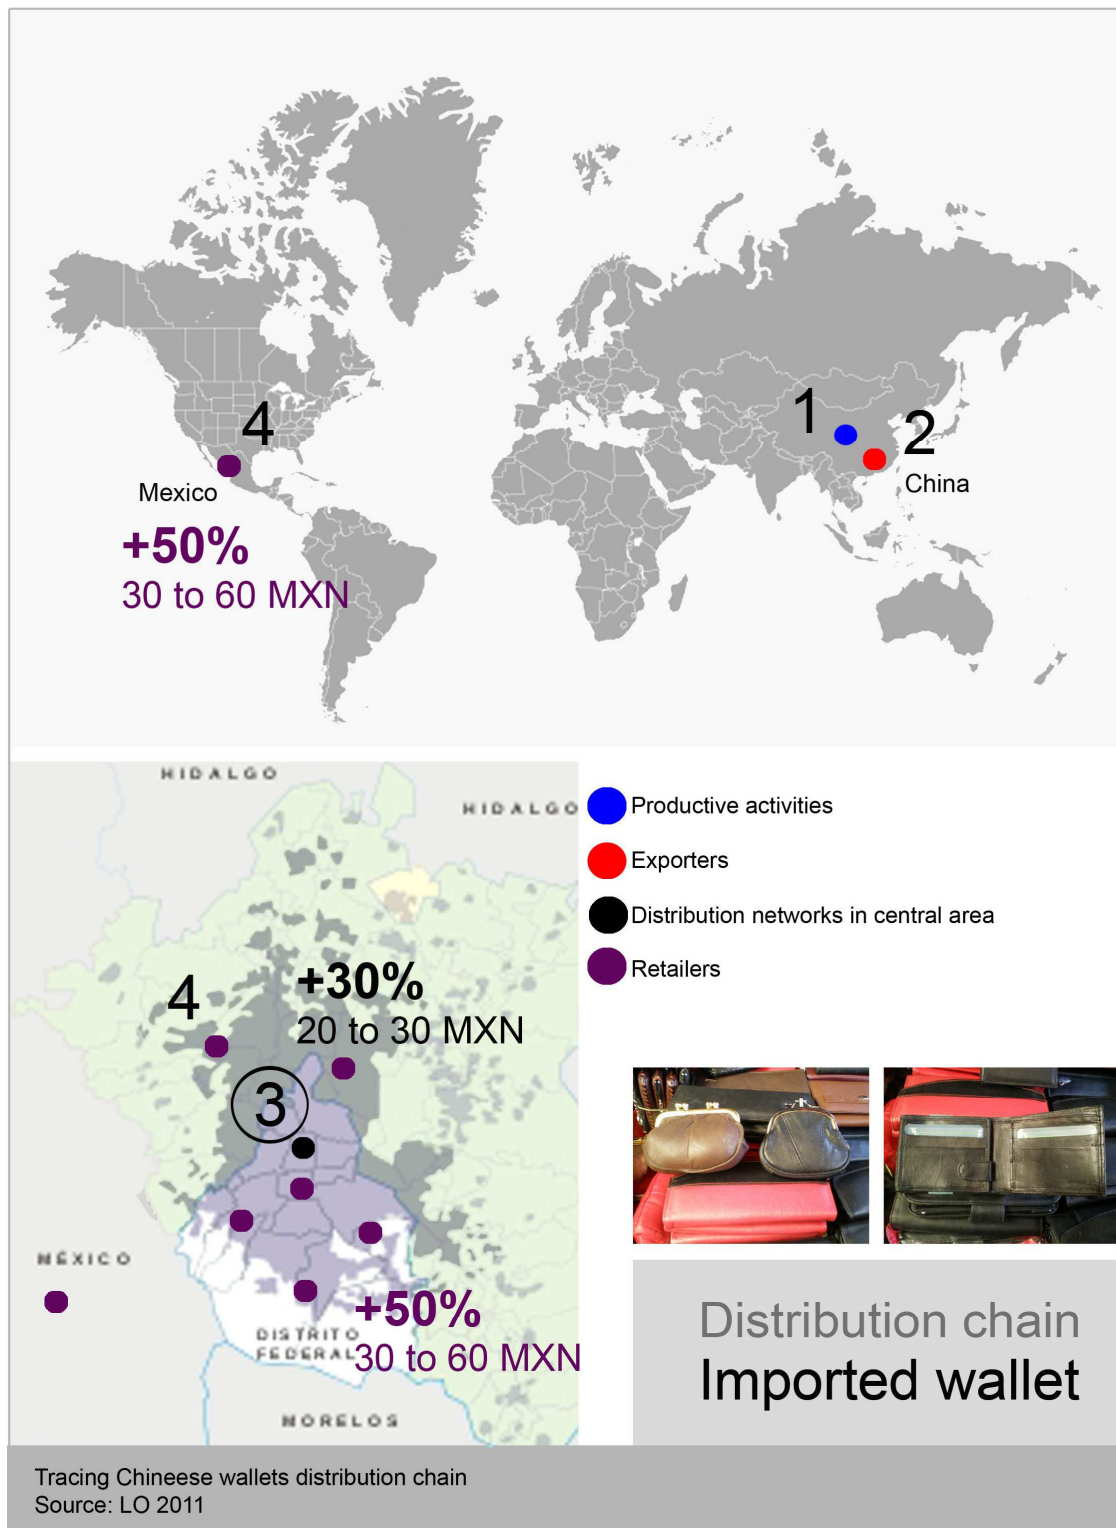 4
Mexico
+50%
30 to 60 MXN
1
2
China
HIDALGO
HIDALGO
4
+30%
20 to 30 MXN
3
MÉXICO
+50%
DISTRITO
FEDERAL
30 to 60 MXN
MORELOS
Productive activities
Exporters
Distribution networks in central area
Retailers
Distribution chain
Imported wallet
Tracing Chineese wallets distribution chain
Source: LO 2011